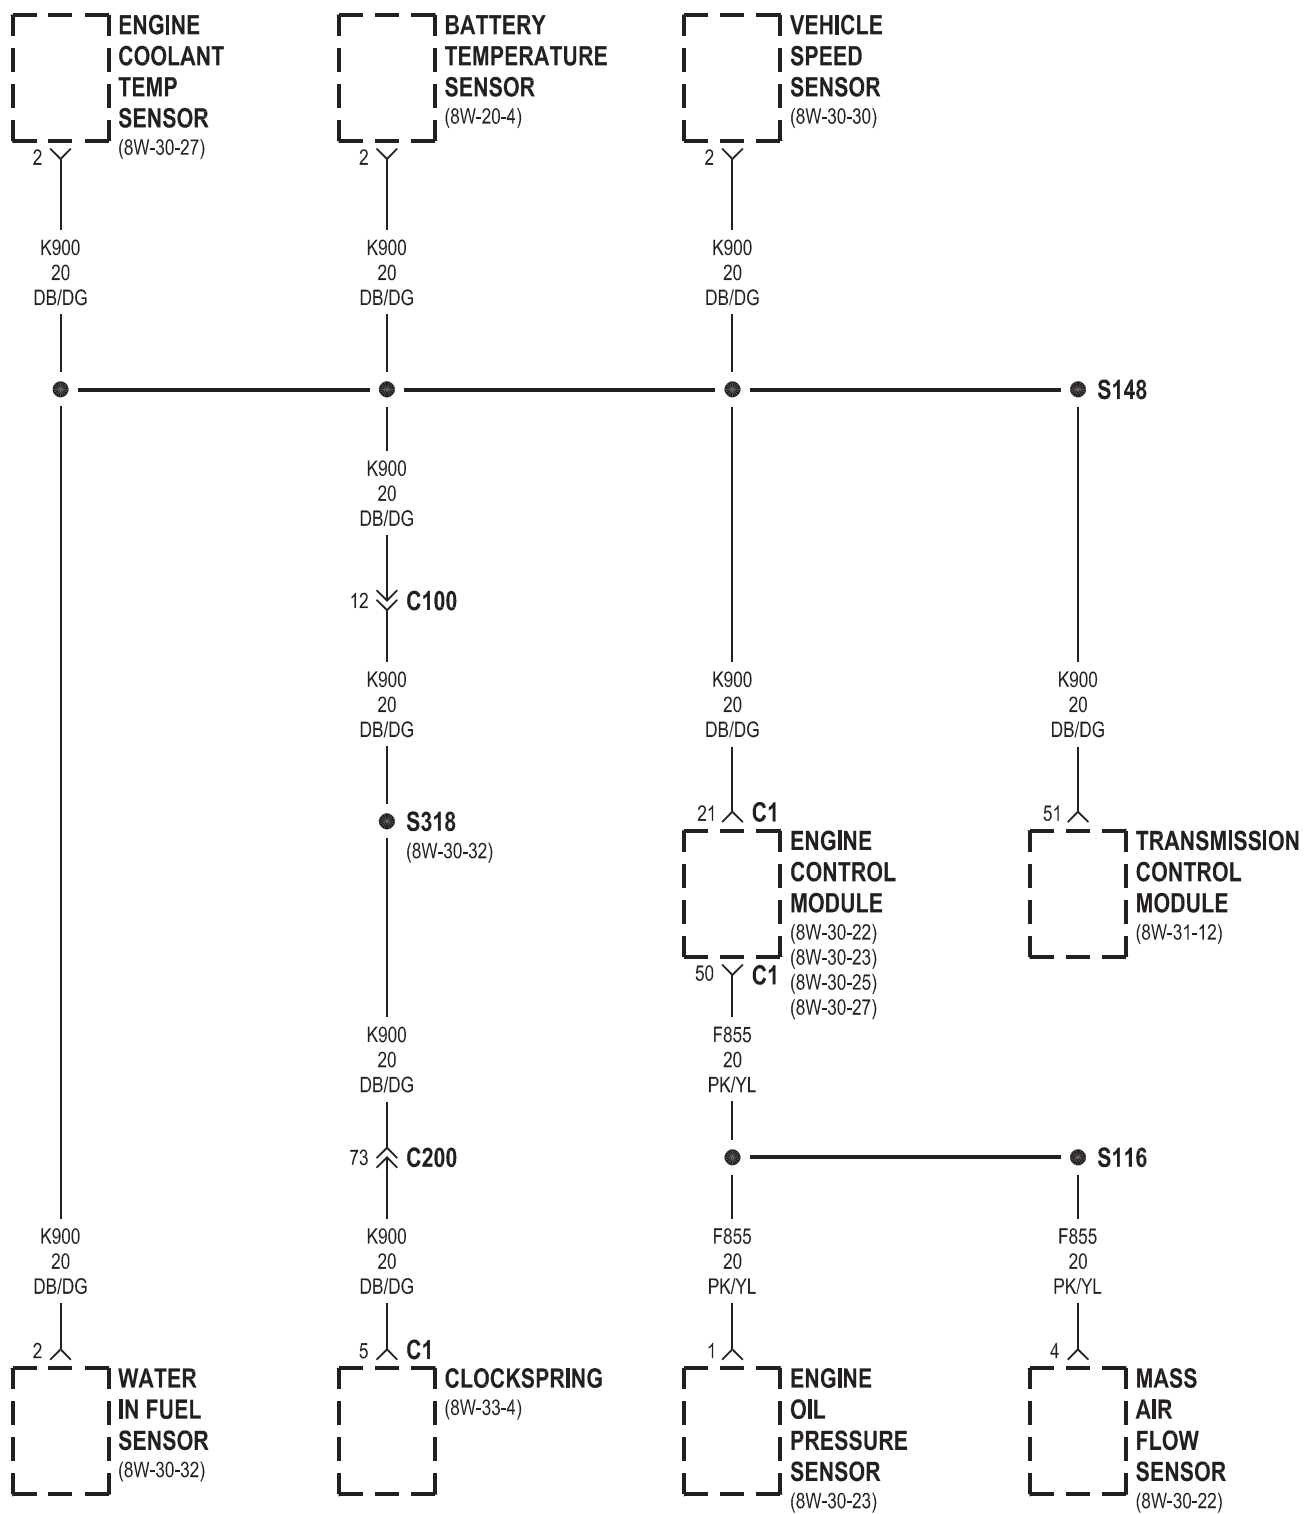 ENGINE
COOLANT
TEMP
SENSOR
(8W-30-27)
BATTERY
TEMPERATURE
SENSOR
(8W-20-4)
VEHICLE
SPEED
SENSOR
(8W-30-30)
2
2
2
K900
20
DB/DG
K900
20
DB/DG
K900
20
DB/DG
S148
K900
20
DB/DG
12
C100
K900
20
DB/DG
K900
20
DB/DG
K900
20
DB/DG
S318
(8W-30-32)
21
C1
ENGINE
CONTROL
MODULE
(8W-30-22)
(8W-30-23)
(8W-30-25)
(8W-30-27)
51
TRANSMISSION
CONTROL
MODULE
(8W-31-12)
50
C1
K900
20
DB/DG
F855
20
PK/YL
73
C200
S116
K900
20
DB/DG
K900
20
DB/DG
F855
20
PK/YL
F855
20
PK/YL
2
WATER
IN FUEL
SENSOR
(8W-30-32)
5
C1
CLOCKSPRING
(8W-33-4)
1
ENGINE
OIL
PRESSURE
SENSOR
(8W-30-23)
4
MASS
AIR
FLOW
SENSOR
(8W-30-22)